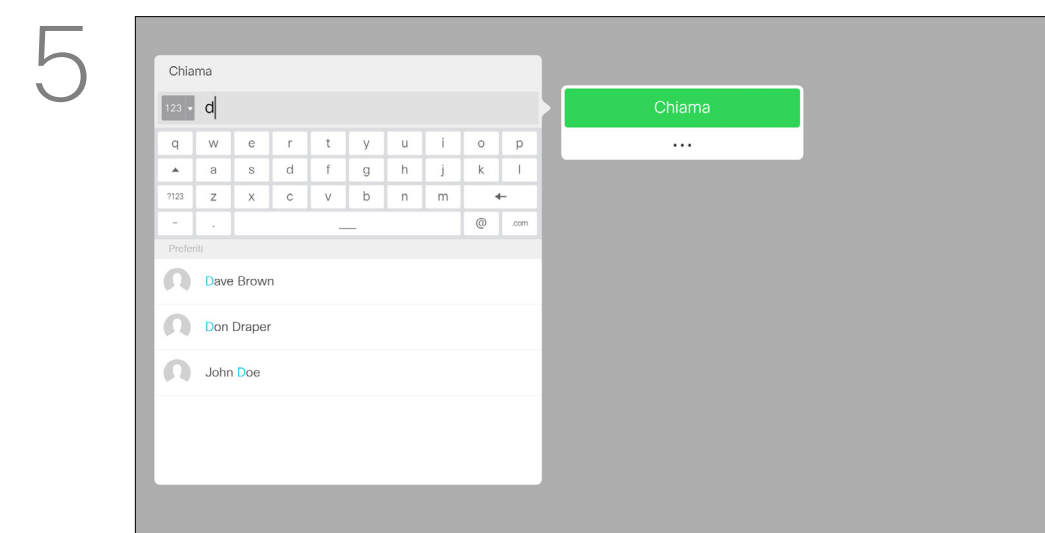 5
Chiama
123 d
Chiama
...
q w e r t y u i o p
a s d f g h j k l
?123 z x c v b n m
- . @ .com
Preferiti
Dave Brown
Don Draper
John Doe